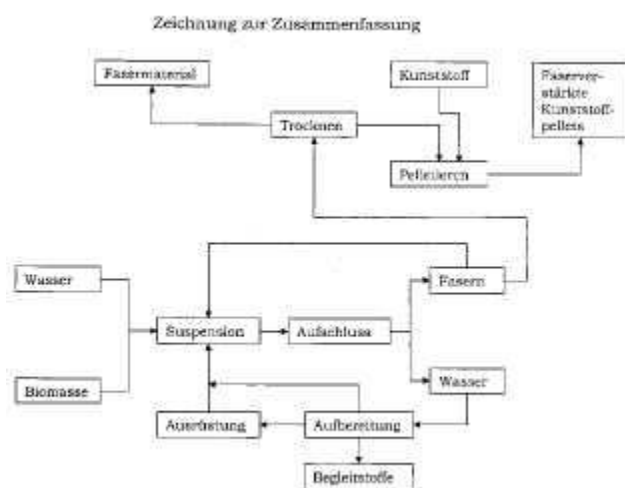 Zeichnung zur Zusammenfassung
Fasermaterial
Kunststoff
Faserver-
stärkte
Kunststoff-
pellets
Trocknen
Pelletieren
Wasser
Fasern
Suspension
Aufschluss
Biomasse
Wasser
Ausrüstung
Aufbereitung
Begleitstoffe